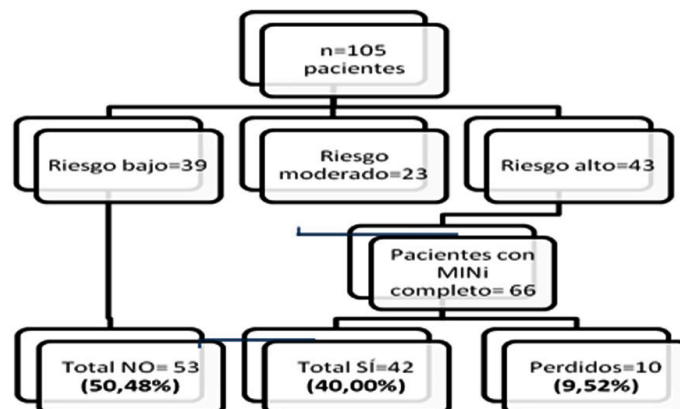 n=105
pacientes
Riesgo bajo=39
Riesgo
moderado=23
Riesgo alto=43
Pacientes con
MINi
completo= 66
Total NO= 53
(50,48%)
Total SÍ=42
(40,00%)
Perdidos=10
(9,52%)